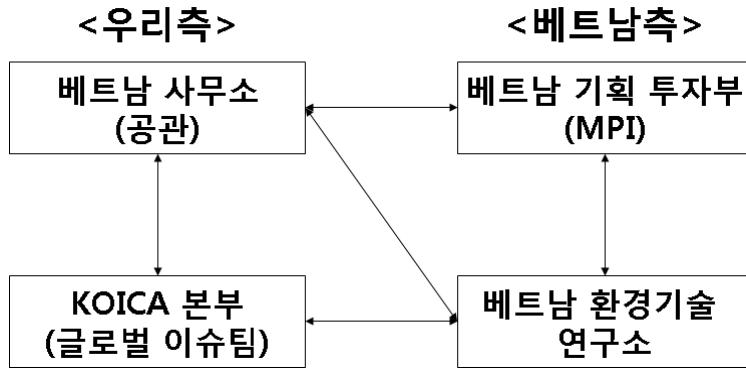 <우리측>
<베트남측>
베트남 사무소
(공관)
베트남 기획 투자부
(MPI)
KOICA 본부
(글로벌 이슈팀)
베트남 환경기술
연구소